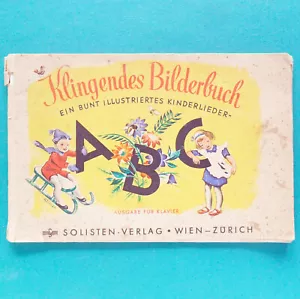 Klingendes Bilderbuch
EIN BUNT ILLUSTRIERTES KINDERLIEDER-
ABC
AUSGABE FÜR KLAVIER
SOLISTEN-VERLAG • WIEN-ZÜRICH